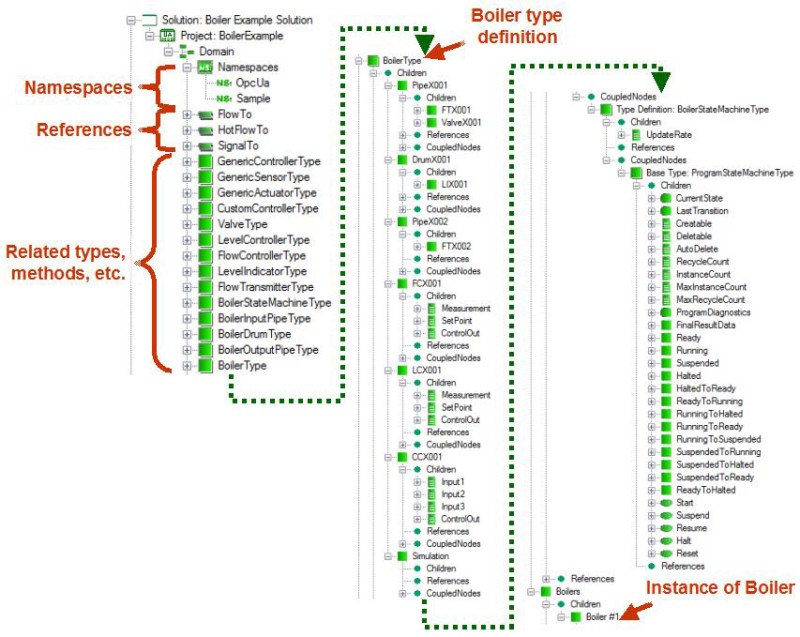 Solution: Boiler Example Solution
Project: BoilerExample
Domain
Namespaces
Namespaces
OpcUa
Sample
References
FlowTo
HotFlowTo
SignalTo
Related types,
methods, etc.
GenericControllerType
GenericSensorType
GenericActuatorType
CustomControllerType
ValveType
LevelControllerType
FlowControllerType
LevelIndicatorType
FlowTransmitterType
BoilerStateMachineType
BoilerInputPipeType
BoilerDrumType
BoilerOutputPipeType
BoilerType
Boiler type
definition
BoilerType
Children
PipeX001
Children
FTX001
ValveX001
References
CoupledNodes
DrumX001
Children
LIX001
References
CoupledNodes
PipeX002
Children
FTX002
References
CoupledNodes
FCX001
Children
Measurement
SetPoint
ControlOut
References
CoupledNodes
LCX001
Children
Measurement
SetPoint
ControlOut
References
CoupledNodes
CCX001
Children
Input1
Input2
Input3
ControlOut
References
CoupledNodes
Simulation
Children
References
CoupledNodes
CoupledNodes
Type Definition: BoilerStateMachineType
Children
UpdateRate
References
CoupledNodes
Base Type: ProgramStateMachineType
Children
CurrentState
LastTransition
Creatable
Deletable
AutoDelete
RecycleCount
InstanceCount
MaxInstanceCount
MaxRecycleCount
ProgramDiagnostics
FinalResultData
Ready
Running
Suspended
Halted
HaltedToReady
ReadyToRunning
RunningToHalted
RunningToReady
RunningToSuspended
SuspendedToRunning
SuspendedToHalted
SuspendedToReady
ReadyToHalted
Start
Suspend
Resume
Halt
Reset
References
References
Boilers
Children
Boiler #1
Instance of Boiler